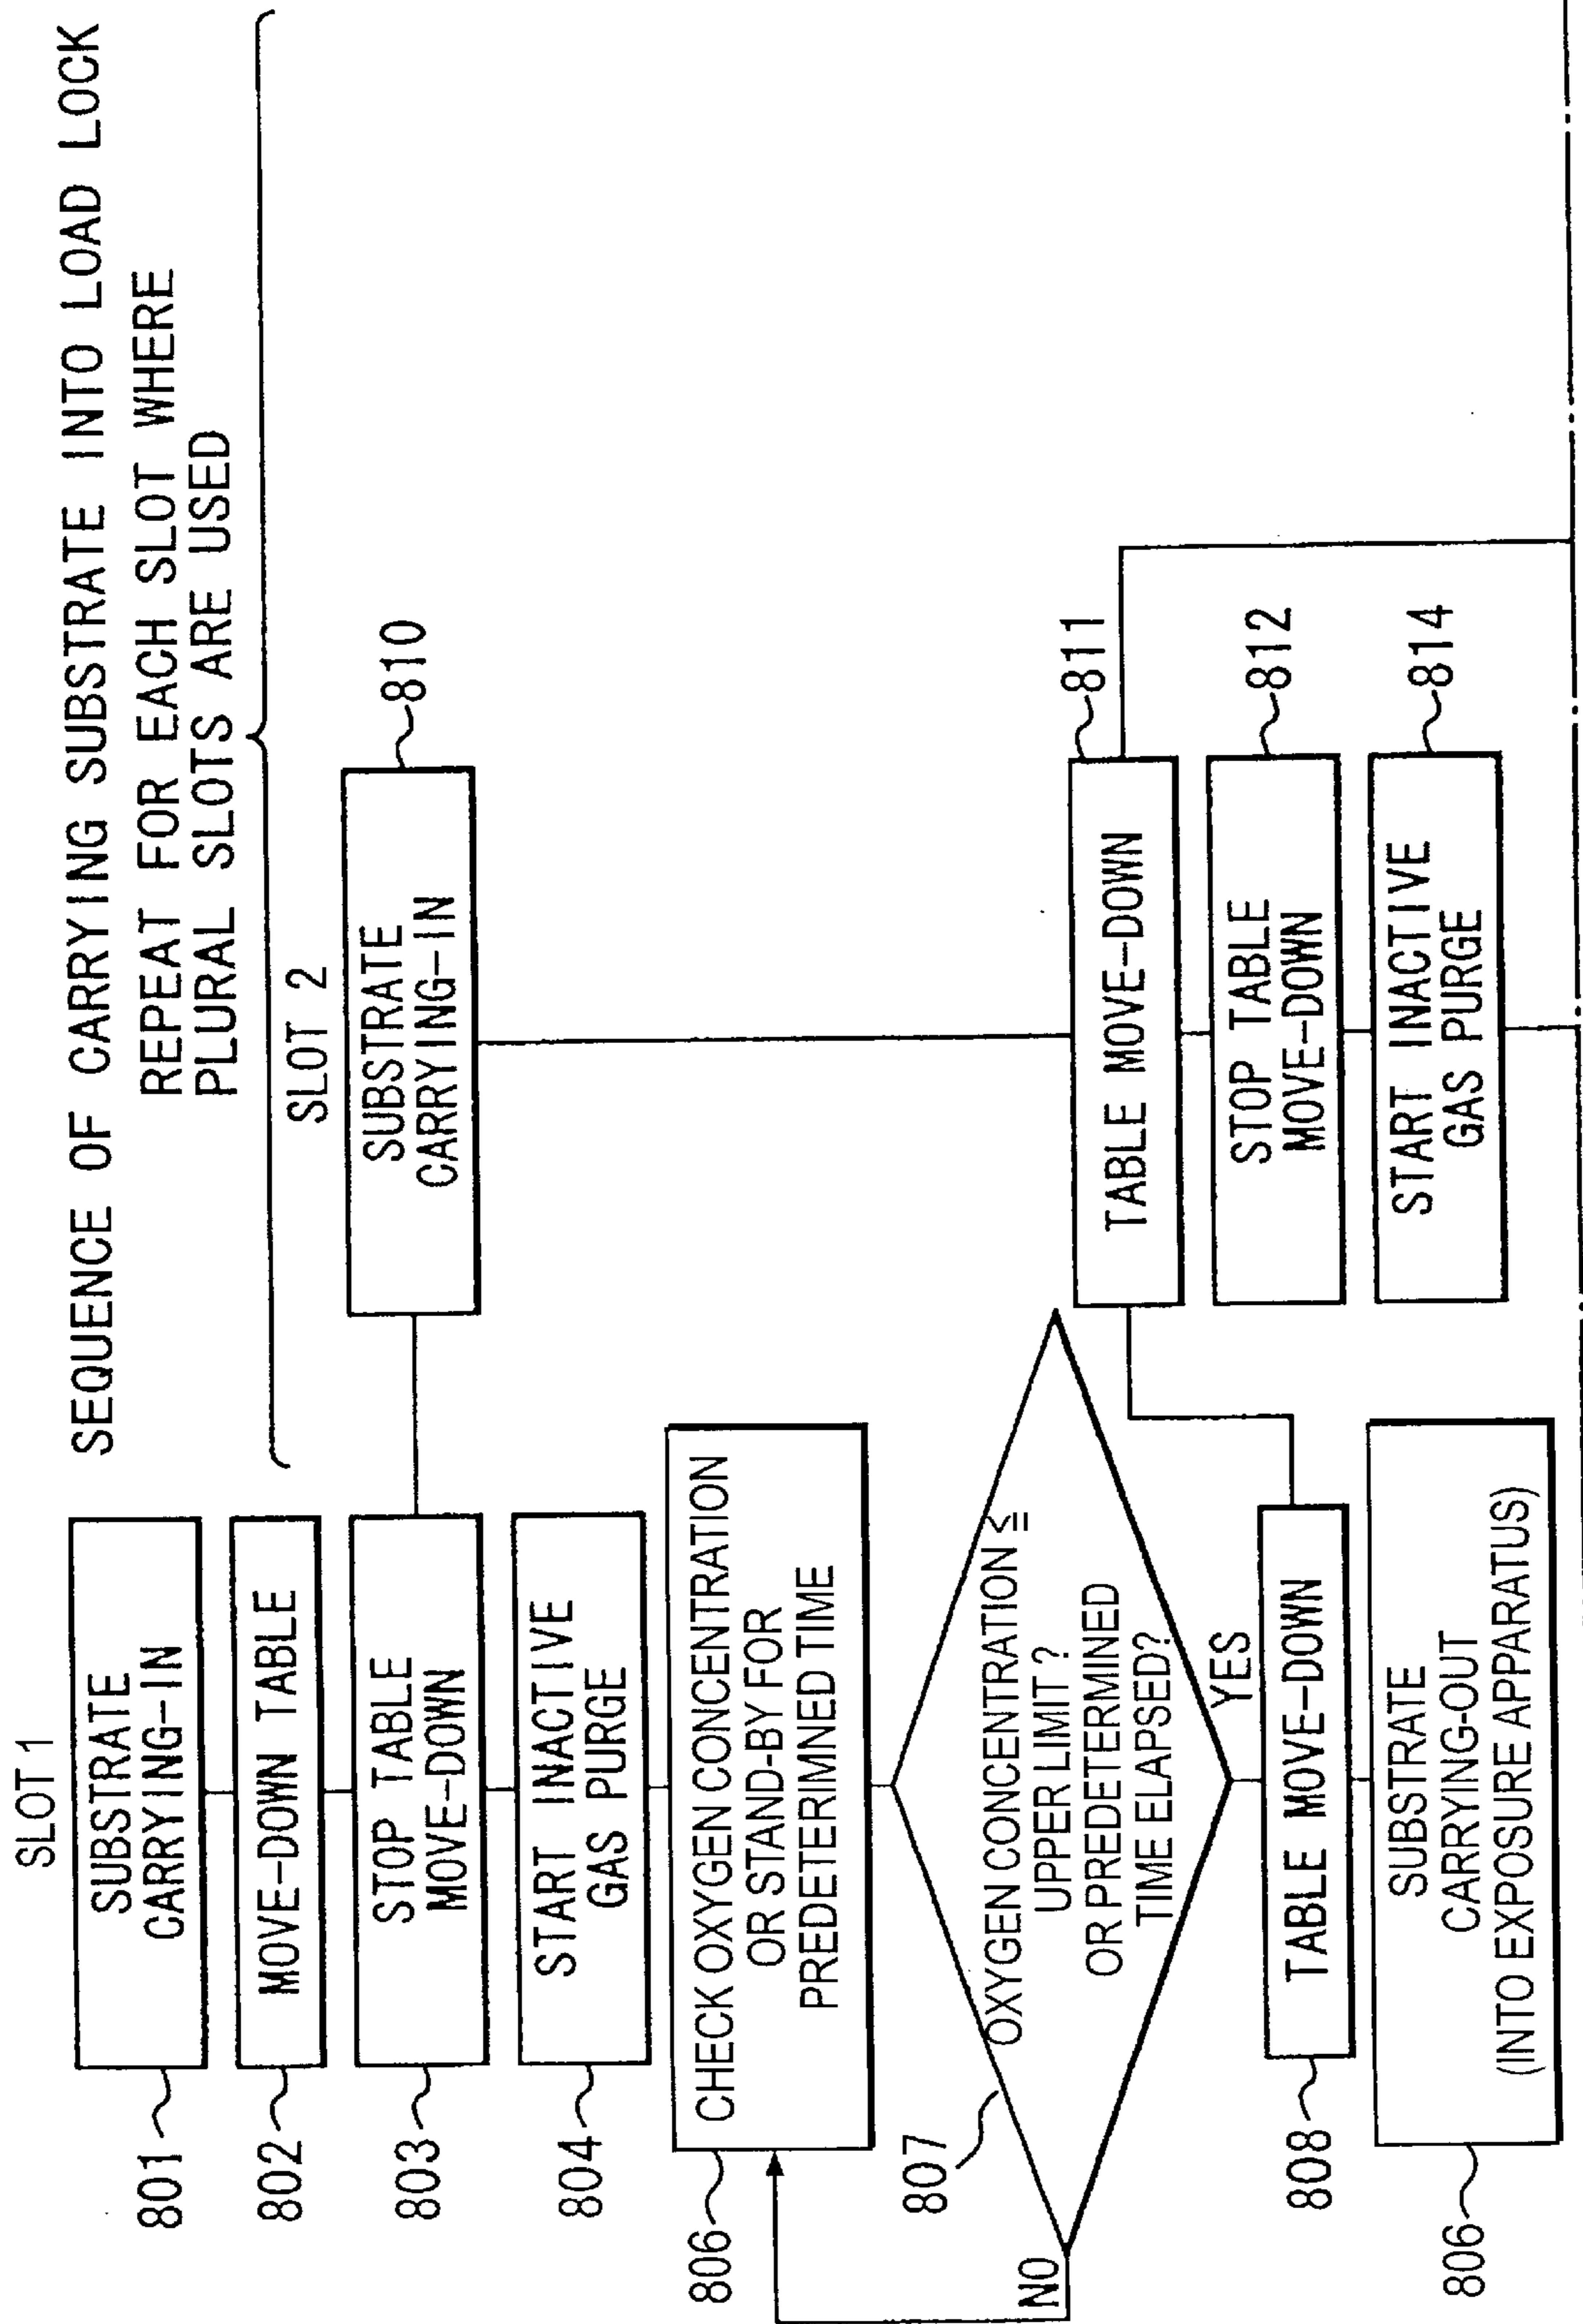 SEQUENCE OF CARRYING SUBSTRATE INTO LOAD LOCK
REPEAT FOR EACH SLOT WHERE
PLURAL SLOTS ARE USED
SLOT 1
801
SUBSTRATE
CARRYING-IN
802
MOVE-DOWN TABLE
803
STOP TABLE
MOVE-DOWN
804
START INACTIVE
GAS PURGE
806
CHECK OXYGEN CONCENTRATION
OR STAND-BY FOR
PREDETERIMNED TIME
807
OXYGEN CONCENTRATION ≦
UPPER LIMIT?
OR PREDETERMINED
TIME ELAPSED?
NO
YES
808
TABLE MOVE-DOWN
806
SUBSTRATE
CARRYING-OUT
(INTO EXPOSURE APPARATUS)
SLOT 2
SUBSTRATE
CARRYING-IN
810
TABLE MOVE-DOWN
811
STOP TABLE
MOVE-DOWN
812
START INACTIVE
GAS PURGE
814